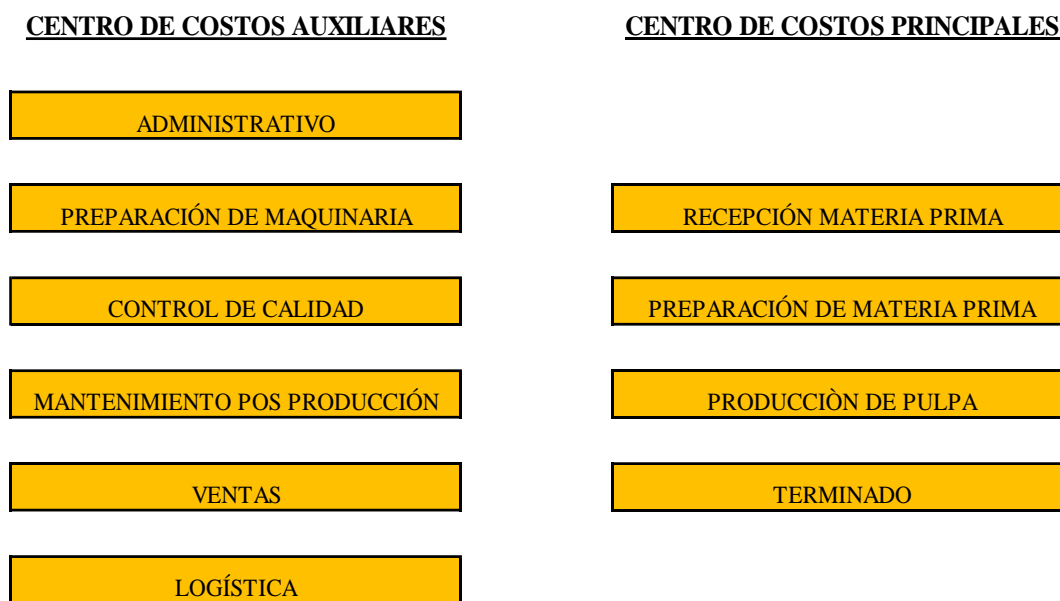 CENTRO DE COSTOS AUXILIARES
ADMINISTRATIVO
PREPARACIÓN DE MAQUINARIA
CONTROL DE CALIDAD
MANTENIMIENTO POS PRODUCCIÓN
VENTAS
LOGÍSTICA
CENTRO DE COSTOS PRINCIPALES
RECEPCIÓN MATERIA PRIMA
PREPARACIÓN DE MATERIA PRIMA
PRODUCCIÒN DE PULPA
TERMINADO